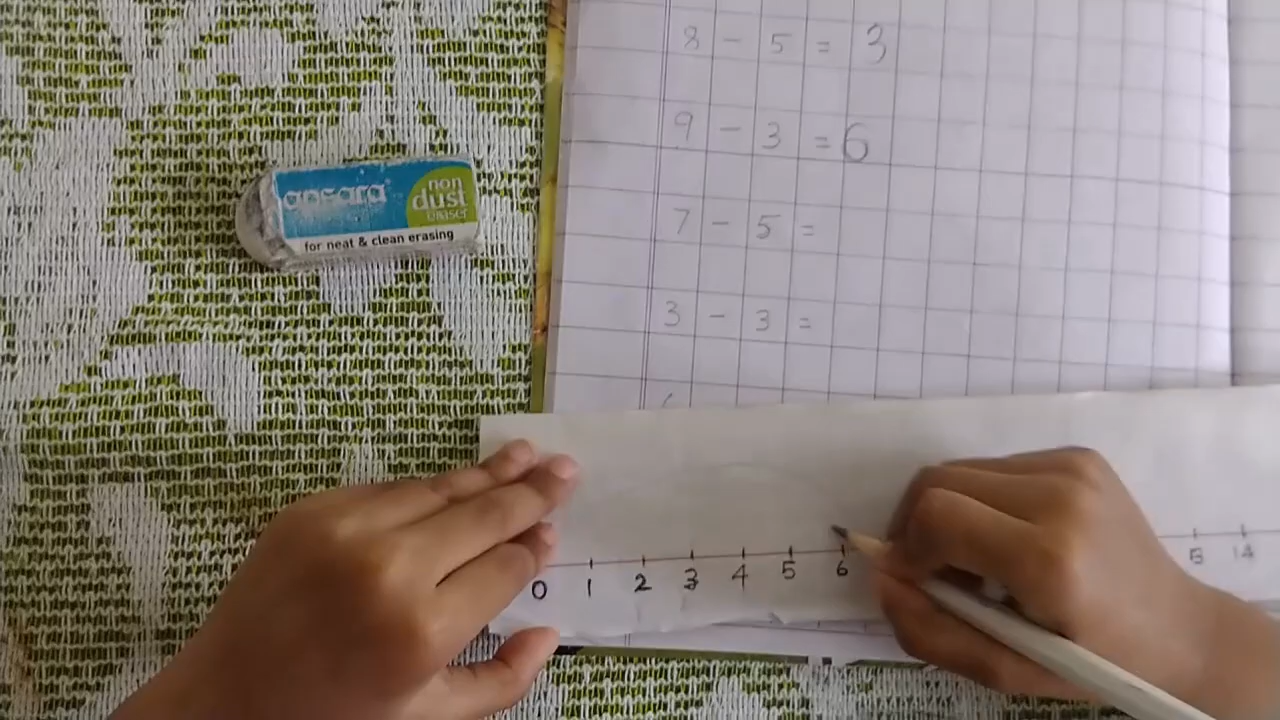 8 - 5 = 3
9 - 3 = 6
7 - 5 =
3 - 3 =
apsara
non
dust
eraser
for neat & clean erasing
0 1 2 3 4 5 6 5 14